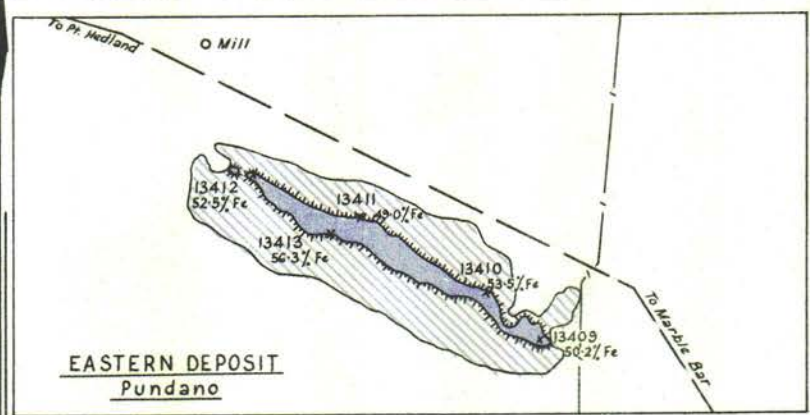 To Pt. Hedland
Mill
13412
52.5% Fe
13411
49.0% Fe
13413
56.3% Fe
13410
53.5% Fe
13409
50.2% Fe
To Marble Bar
EASTERN DEPOSIT
Pundano